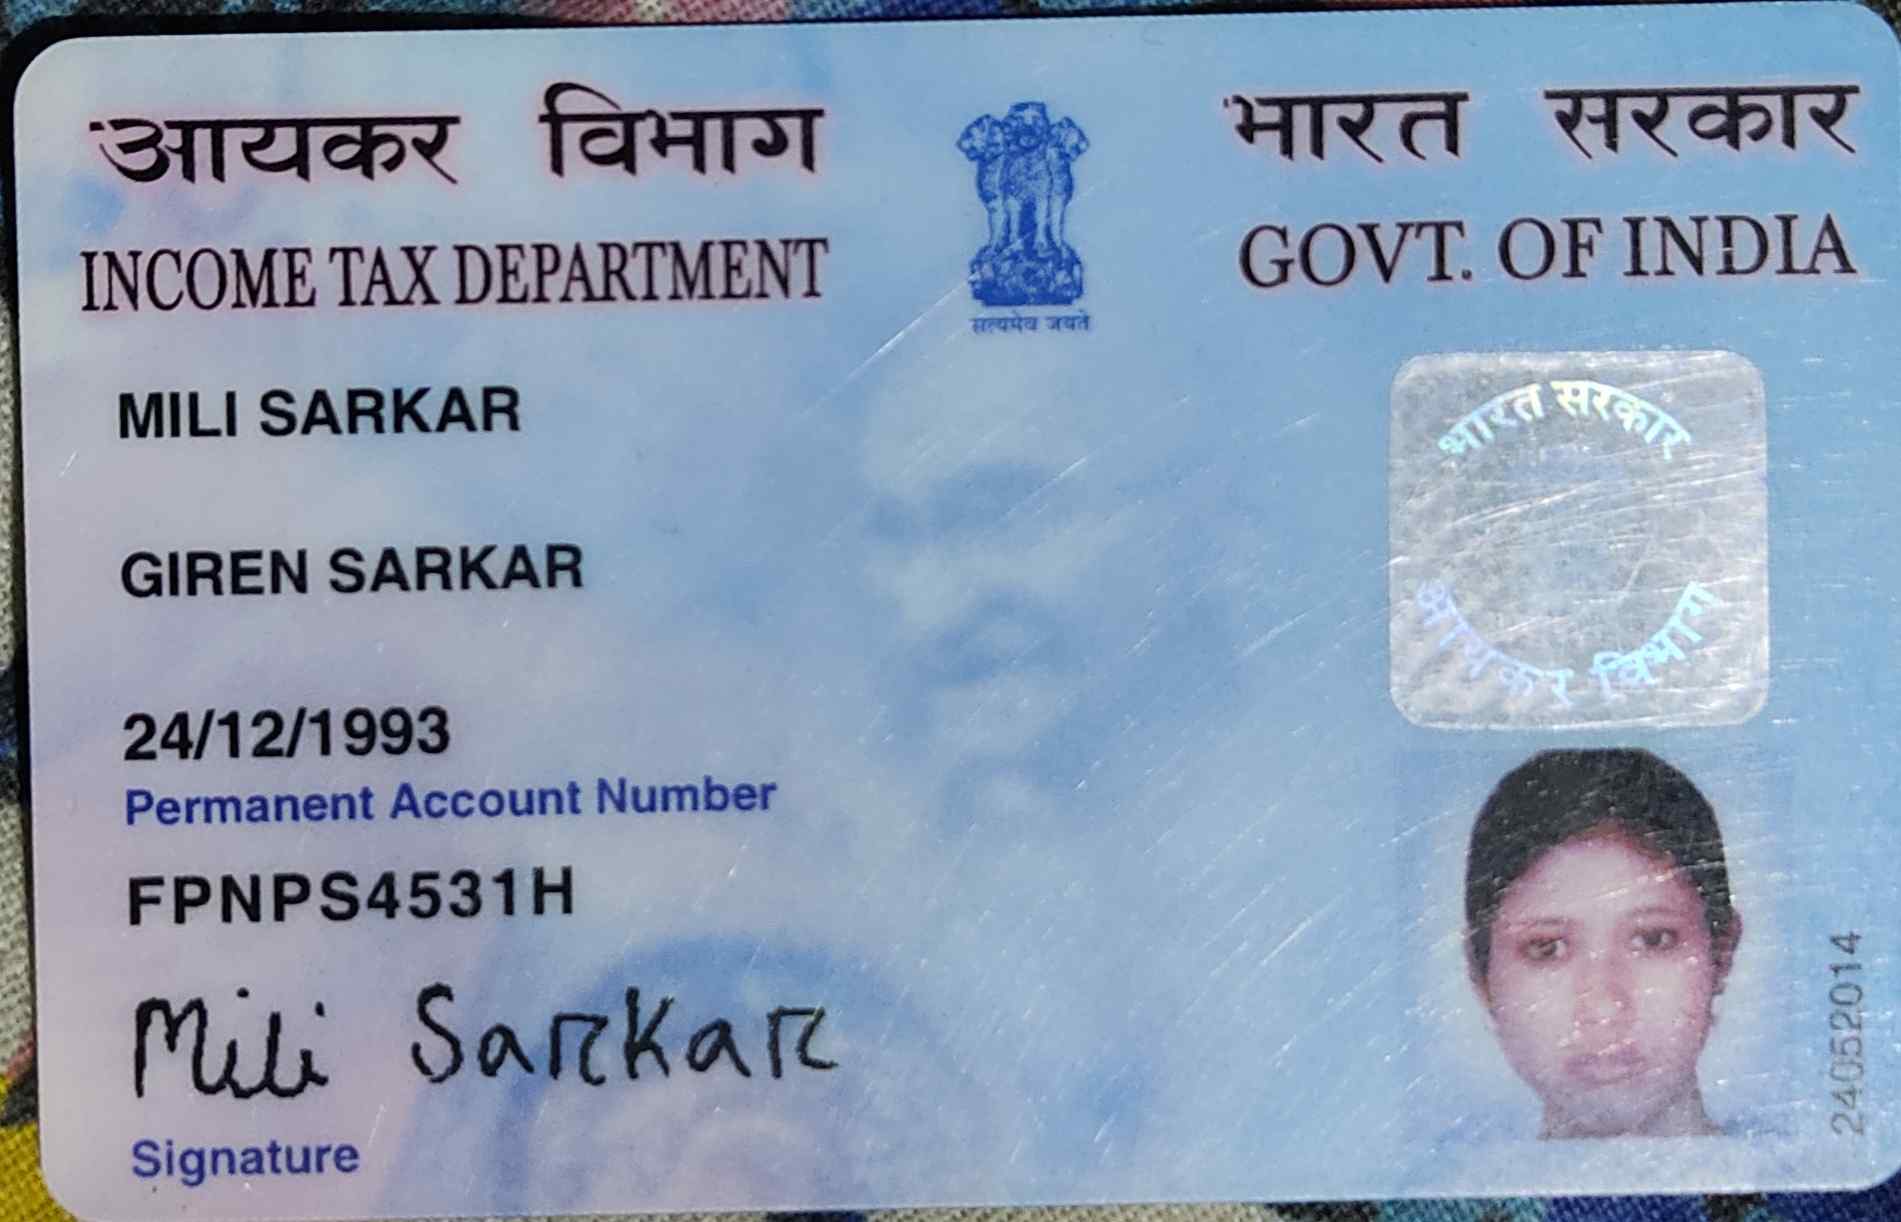 आयकर विभाग
INCOME TAX DEPARTMENT
सत्यमेव जयते
भारत सरकार
GOVT. OF INDIA
MILI SARKAR
GIREN SARKAR
24/12/1993
Permanent Account Number
FPNPS4531H
Mili Sarkar
Signature
भारत सरकार
आयकर विभाग
24052014